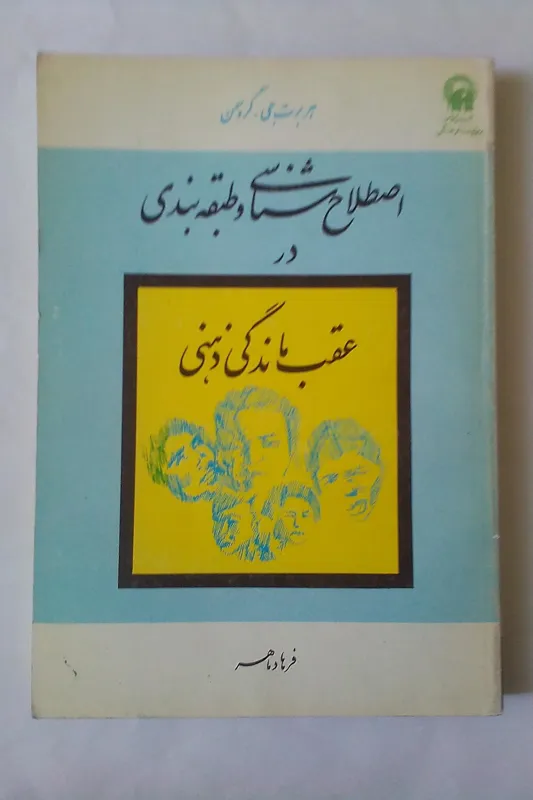 هربرت جی. گروسمن
اصطلاح شناسی و طبقه بندی
در
عقب ماندگی ذهنی
فرهاد ماهر